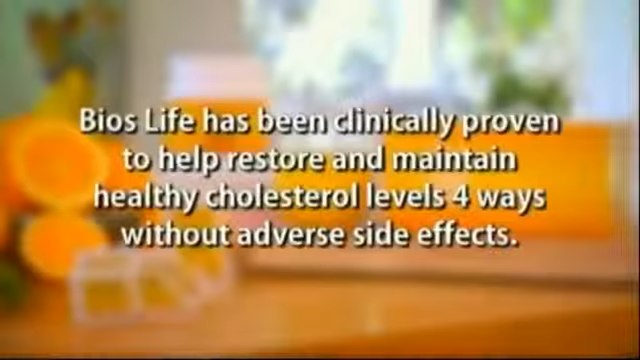 Bios Life has been clinically proven
to help restore and maintain
healthy cholesterol levels 4 ways
without adverse side effects.